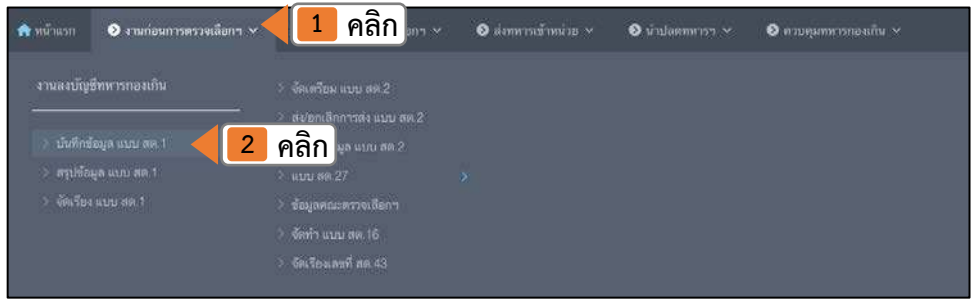 หน้าแรก งานก่อนการตรวจเลือกฯ 1 คลิก ส่งทหารเข้าหน่วย นำปลดทหารฯ ควบคุมทหารกองเกิน
งานลงบัญชีทหารกองเกิน
> บันทึกข้อมูล แบบ สด.1 2 คลิก
> สรุปข้อมูล แบบ สด.1
> จัดเรียง แบบ สด.1
> จัดเตรียม แบบ สด.2
> ส่ง/ยกเลิกการส่ง แบบ สด.2
แบบ สด.2
> แบบ สด.27 >
> ข้อมูลคณะตรวจเลือกฯ
> จัดทำ แบบ สด.16
> จัดเรียงเลขที่ สด.43